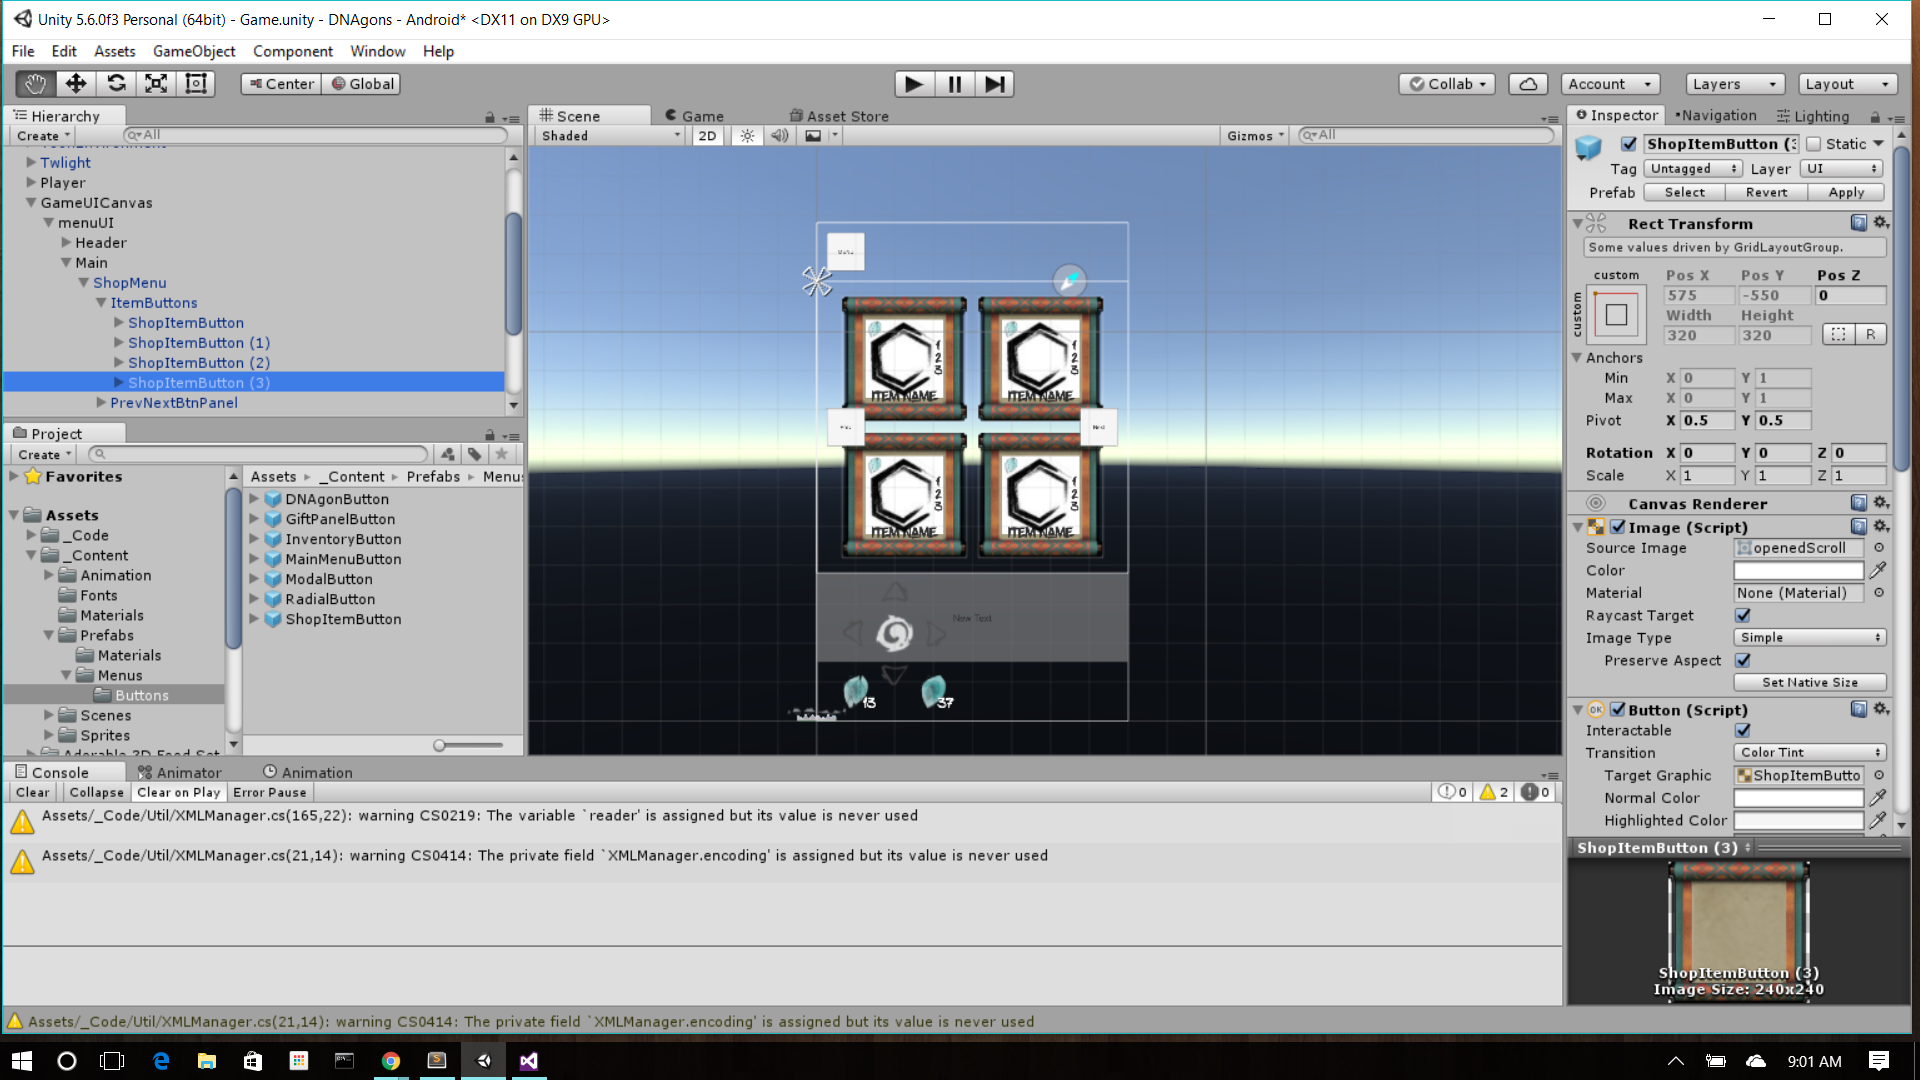 Unity 5.6.0f3 Personal (64bit) - Game.unity - DNAgons - Android* <DX11 on DX9 GPU>
File Edit Assets GameObject Component Window Help
Center Global Collab Account Layers Layout
Hierarchy
Create All
Twlight
Player
GameUICanvas
menuUI
Header
Main
ShopMenu
ItemButtons
ShopItemButton
ShopItemButton (1)
ShopItemButton (2)
ShopItemButton (3)
PrevNextBtnPanel
Project
Create
Favorites
Assets
_Code
_Content
Animation
Fonts
Materials
Prefabs
Materials
Menus
Buttons
Scenes
Sprites
Adorable 3D Food Set
Assets _Content Prefabs Menus
DNAgonButton
GiftPanelButton
InventoryButton
MainMenuButton
ModalButton
RadialButton
ShopItemButton
Scene Game Asset Store
Shaded 2D Gizmos All
123 ITEM NAME
123 ITEM NAME
Prev Next
123 ITEM NAME
123 ITEM NAME
New Text
13 37
Inspector Navigation Lighting
ShopItemButton (3 Static
Tag Untagged Layer UI
Prefab Select Revert Apply
Rect Transform
Some values driven by GridLayoutGroup.
custom Pos X Pos Y Pos Z
custom 575 -550 0
Width Height
320 320 R
Anchors
Min X 0 Y 1
Max X 0 Y 1
Pivot X 0.5 Y 0.5
Rotation X 0 Y 0 Z 0
Scale X 1 Y 1 Z 1
Canvas Renderer
Image (Script)
Source Image openedScroll
Color
Material None (Material)
Raycast Target
Image Type Simple
Preserve Aspect
Set Native Size
OK Button (Script)
Interactable
Transition Color Tint
Target Graphic ShopItemButto
Normal Color
Highlighted Color
ShopItemButton (3)
ShopItemButton (3)
Image Size: 240x240
Console Animator Animation
Clear Collapse Clear on Play Error Pause 0 2 0
Assets/_Code/Util/XMLManager.cs(165,22): warning CS0219: The variable `reader' is assigned but its value is never used
Assets/_Code/Util/XMLManager.cs(21,14): warning CS0414: The private field `XMLManager.encoding' is assigned but its value is never used
Assets/_Code/Util/XMLManager.cs(21,14): warning CS0414: The private field `XMLManager.encoding' is assigned but its value is never used
9:01 AM